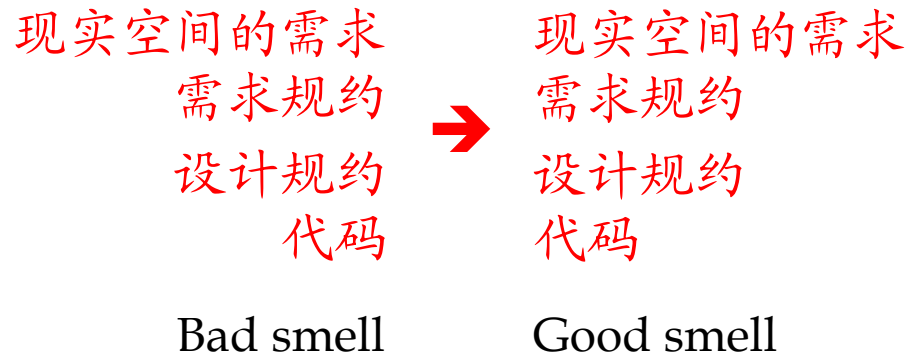 现实空间的需求
需求规约
设计规约
代码
Bad smell
➔
现实空间的需求
需求规约
设计规约
代码
Good smell